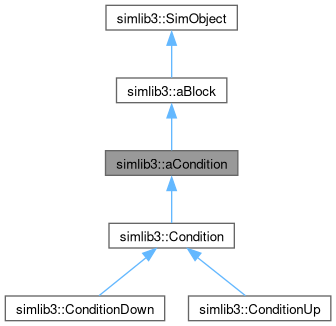 simlib3::SimObject
simlib3::aBlock
simlib3::aCondition
simlib3::Condition
simlib3::ConditionDown
simlib3::ConditionUp